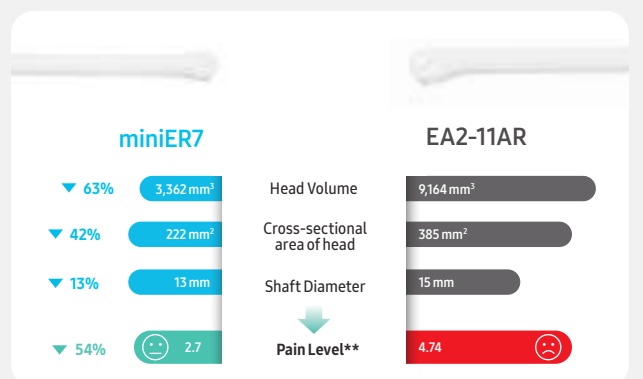 miniER7
EA2-11AR
▼ 63%
3,362 mm³
Head Volume
9,164 mm³
▼ 42%
222 mm²
Cross-sectional
area of head
385 mm²
▼ 13%
13 mm
Shaft Diameter
15 mm
▼ 54%
2.7
Pain Level**
4.74